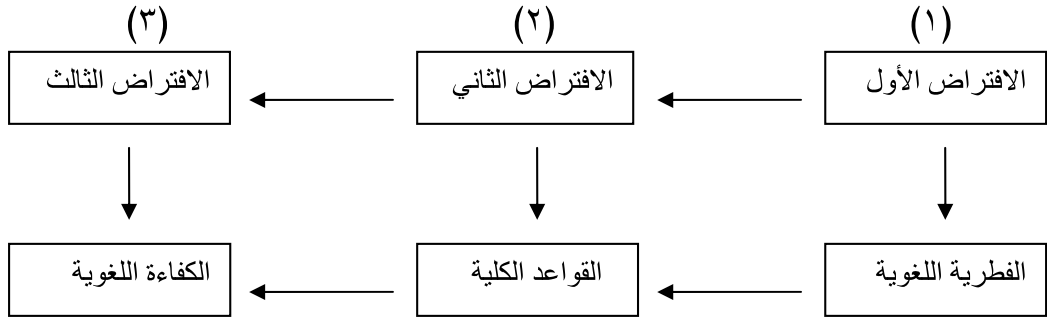 (١)
(٢)
(٣)
الافتراض الأول
الافتراض الثاني
الافتراض الثالث
الفطرية اللغوية
القواعد الكلية
الكفاءة اللغوية